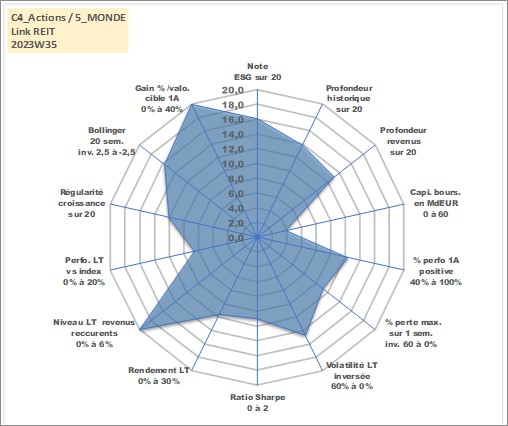 C4_Actions / 5_MONDE
Link REIT
2023W35
Note
ESG sur 20
Profondeur
historique
sur 20
Profondeur
revenus
sur 20
Capi. bours.
en MdEUR
0 à 60
% perfo 1A
positive
40% à 100%
% perte max.
sur 1 sem.
inv. 60 à 0%
Volatilité LT
inversée
60% à 0%
Ratio Sharpe
0 à 2
Rendement LT
0% à 30%
Niveau LT revenus
reccurents
0% à 6%
Perfo. LT
vs index
0% à 20%
Régularité
croissance
sur 20
Bollinger
20 sem.
inv. 2,5 à -2,5
Gain % /valo.
cible 1A
0% à 40%
20,0
18,0
16,0
14,0
12,0
10,0
8,0
6,0
4,0
2,0
0,0